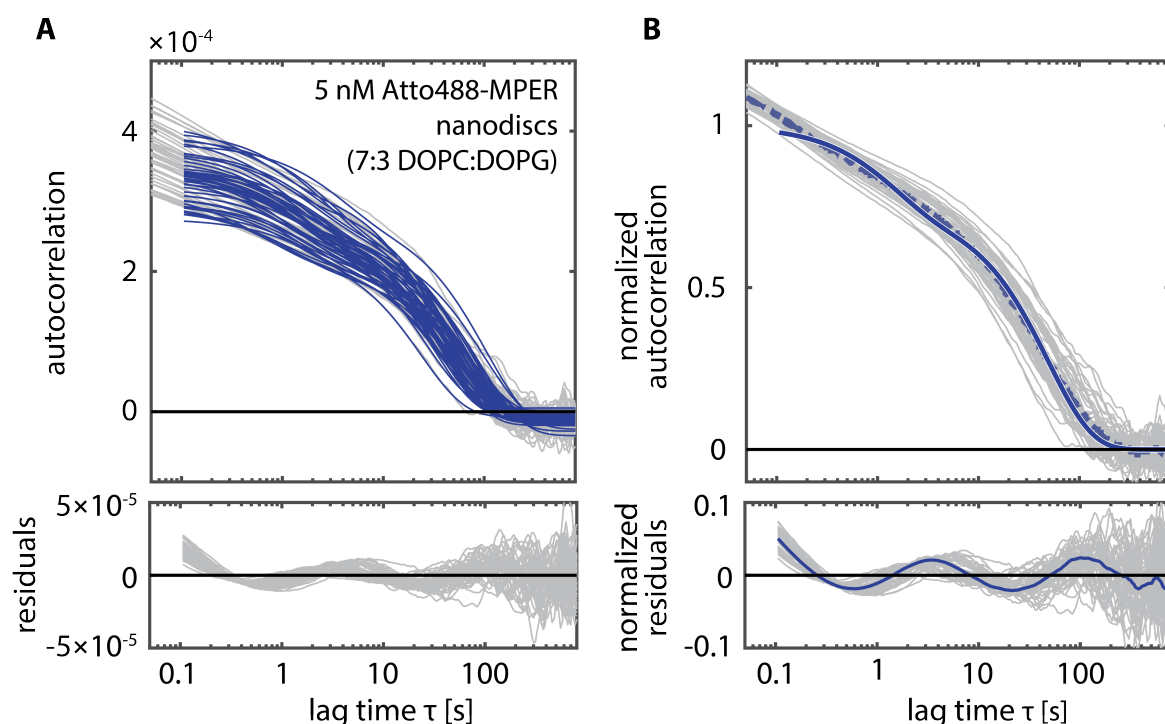 A
×10-4
5 nM Atto488-MPER
nanodiscs
(7:3 DOPC:DOPG)
autocorrelation
4
2
0
residuals
5×10-5
0
-5×10-5
0.1
1
10
100
lag time τ [s]
B
normalized
autocorrelation
1
0.5
0
normalized
residuals
0.1
0
-0.1
0.1
1
10
100
lag time τ [s]